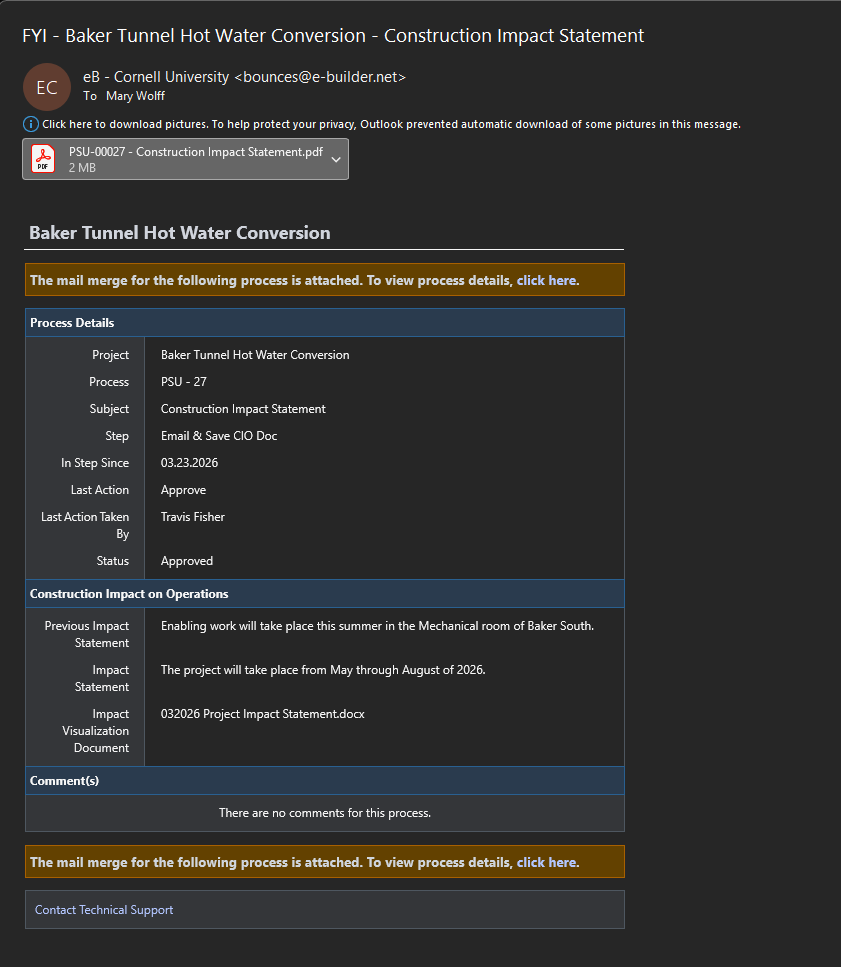 FYI - Baker Tunnel Hot Water Conversion - Construction Impact Statement
EC
eB - Cornell University <bounces@e-builder.net>
To Mary Wolff
Click here to download pictures. To help protect your privacy, Outlook prevented automatic download of some pictures in this message.
PDF
PSU-00027 - Construction Impact Statement.pdf
2 MB
Baker Tunnel Hot Water Conversion
The mail merge for the following process is attached. To view process details, click here.
Process Details
Project Baker Tunnel Hot Water Conversion
Process PSU - 27
Subject Construction Impact Statement
Step Email & Save CIO Doc
In Step Since 03.23.2026
Last Action Approve
Last Action Taken Travis Fisher
By
Status Approved
Construction Impact on Operations
Previous Impact Enabling work will take place this summer in the Mechanical room of Baker South.
Statement
Impact The project will take place from May through August of 2026.
Statement
Impact 032026 Project Impact Statement.docx
Visualization
Document
Comment(s)
There are no comments for this process.
The mail merge for the following process is attached. To view process details, click here.
Contact Technical Support